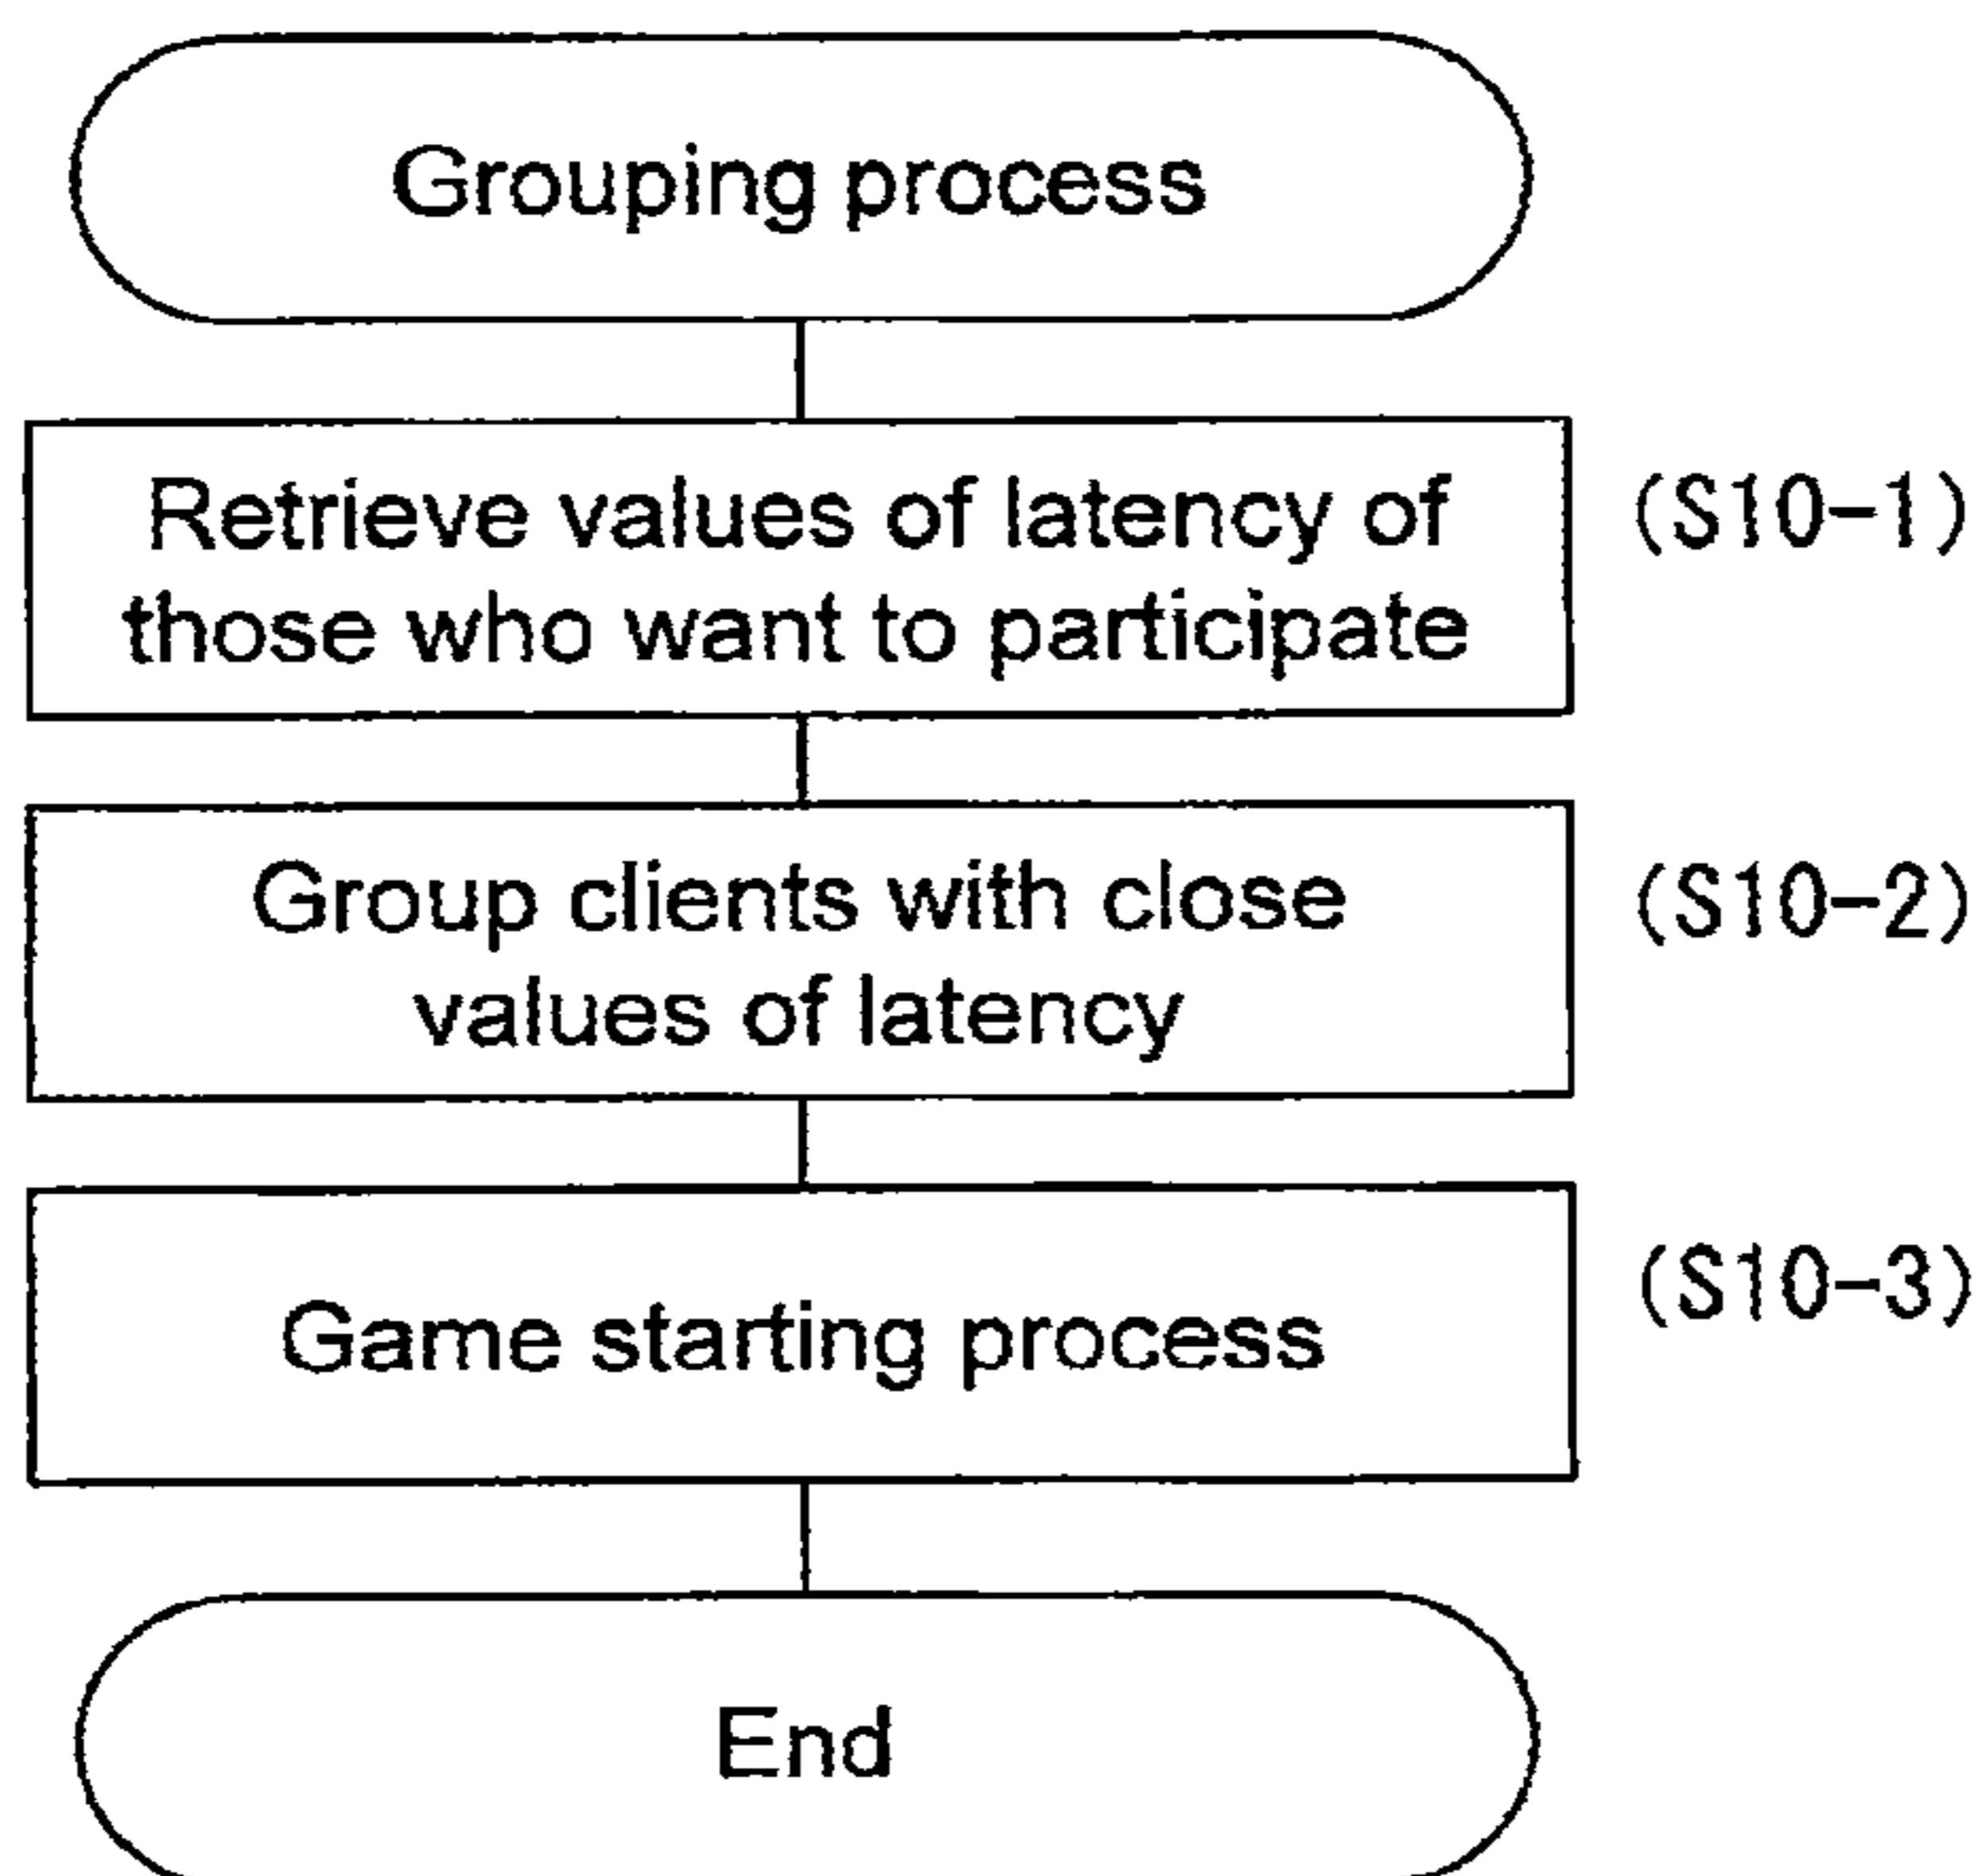 Grouping process
Retrieve values of latency of
those who want to participate
(S10-1)
Group clients with close
values of latency
(S10-2)
Game starting process
(S10-3)
End